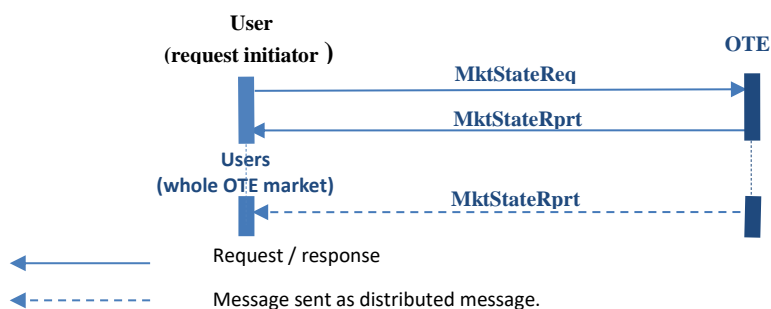 User
(request initiator )
OTE
MktStateReq
MktStateRprt
Users
(whole OTE market)
MktStateRprt
Request / response
Message sent as distributed message.